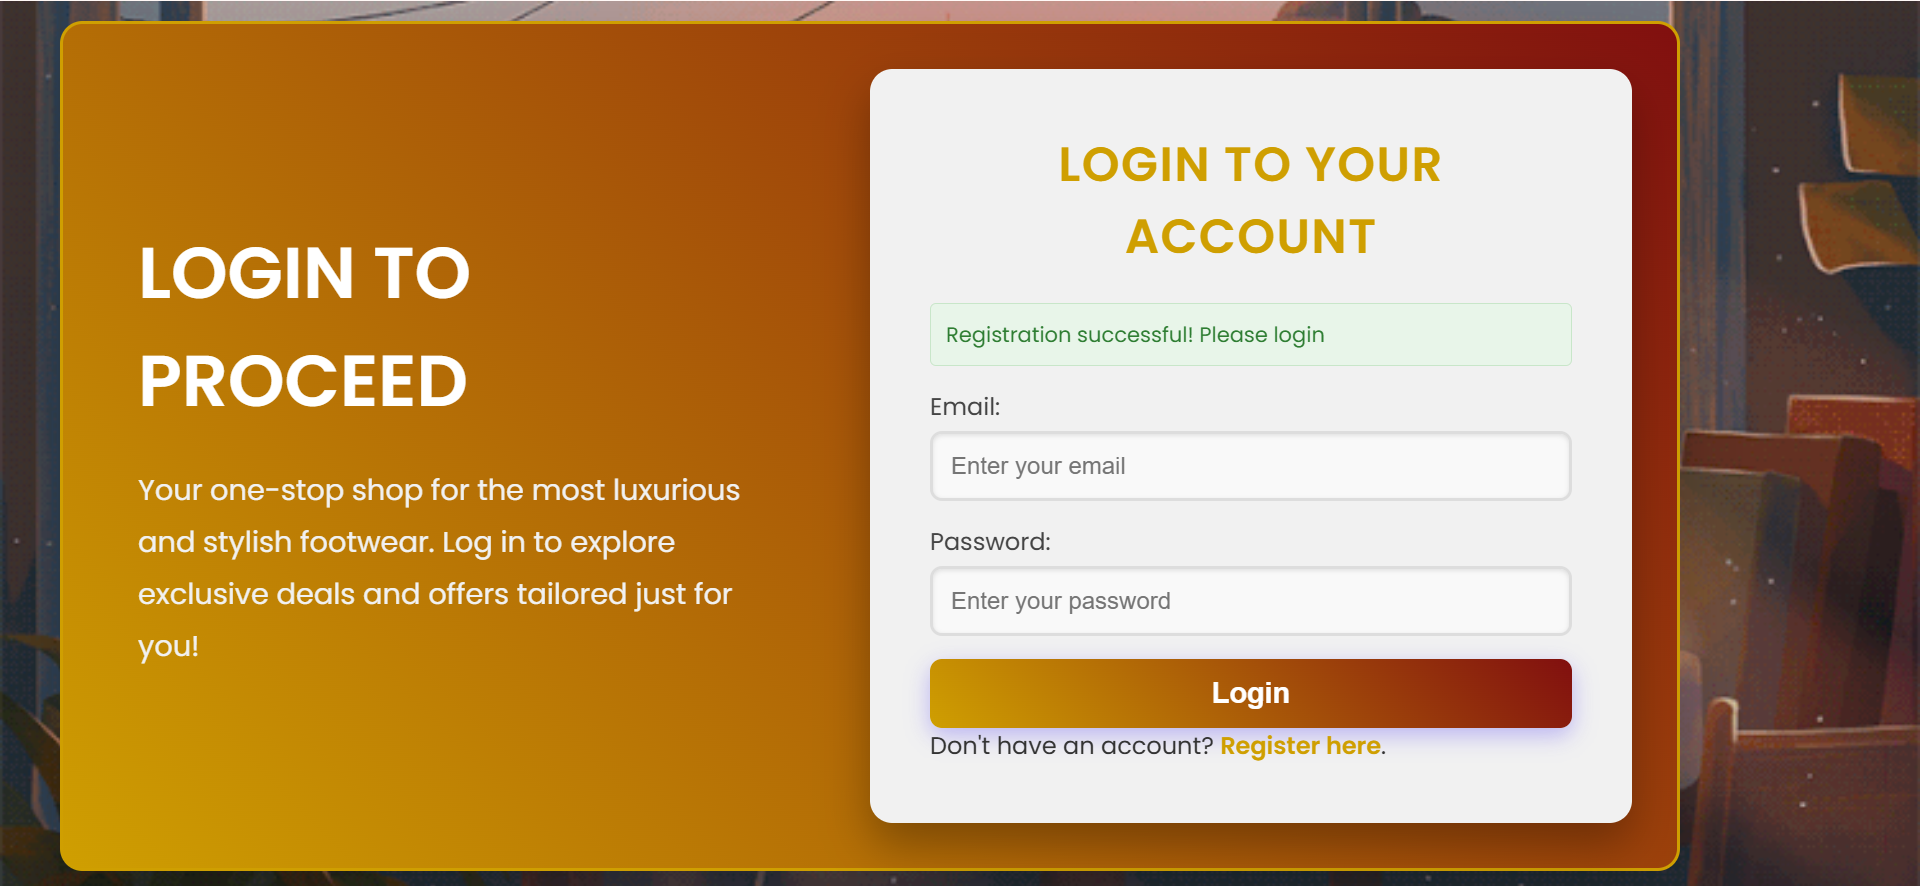 LOGIN TO
PROCEED
Your one-stop shop for the most luxurious
and stylish footwear. Log in to explore
exclusive deals and offers tailored just for
you!
LOGIN TO YOUR
ACCOUNT
Registration successful! Please login
Email:
Enter your email
Password:
Enter your password
Login
Don't have an account? Register here.